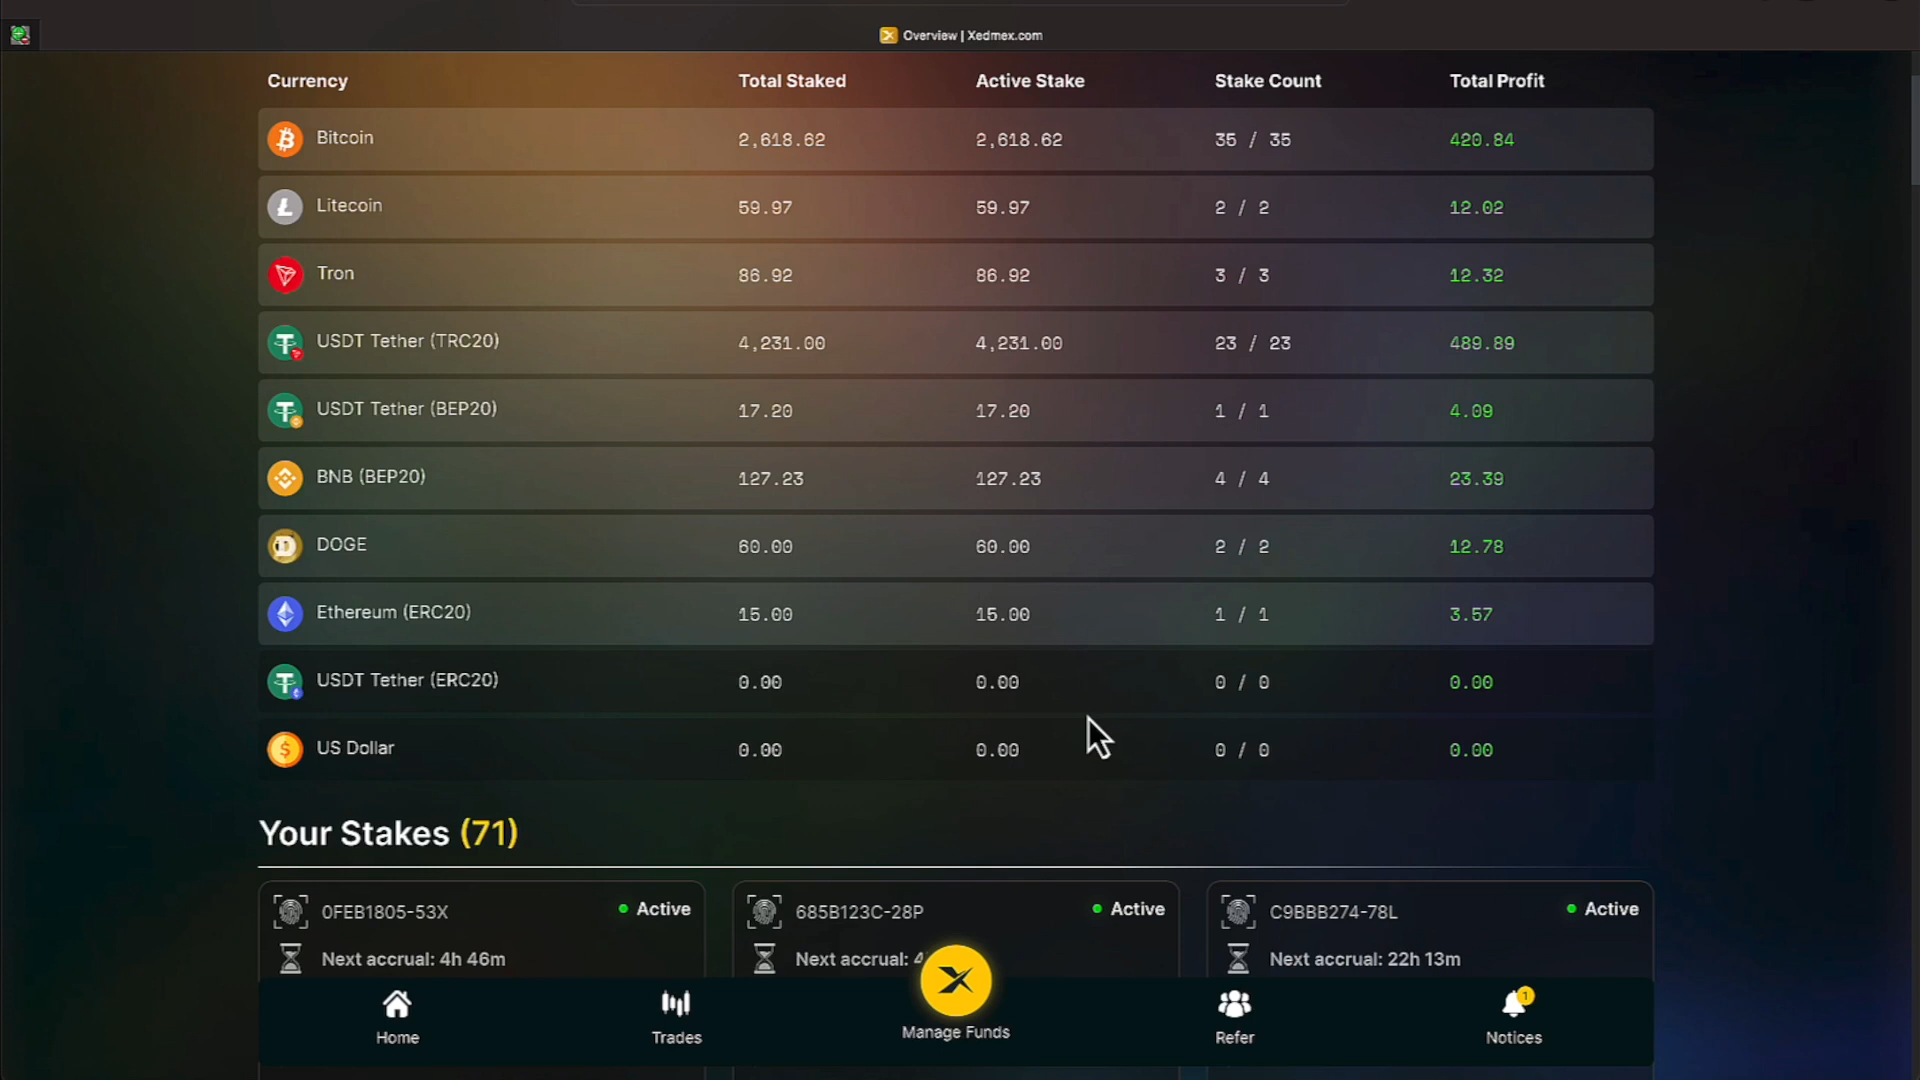 Overview | Xedmex.com
Currency Total Staked Active Stake Stake Count Total Profit
Bitcoin 2,618.62 2,618.62 35 / 35 420.84
Litecoin 59.97 59.97 2 / 2 12.02
Tron 86.92 86.92 3 / 3 12.32
USDT Tether (TRC20) 4,231.00 4,231.00 23 / 23 489.89
USDT Tether (BEP20) 17.20 17.20 1 / 1 4.09
BNB (BEP20) 127.23 127.23 4 / 4 23.39
DOGE 60.00 60.00 2 / 2 12.78
Ethereum (ERC20) 15.00 15.00 1 / 1 3.57
USDT Tether (ERC20) 0.00 0.00 0 / 0 0.00
US Dollar 0.00 0.00 0 / 0 0.00
Your Stakes (71)
0FEB1805-53X Active 685B123C-28P Active C9BBB274-78L Active
Next accrual: 4h 46m Next accrual: Next accrual: 22h 13m
Home Trades Manage Funds Refer Notices
1